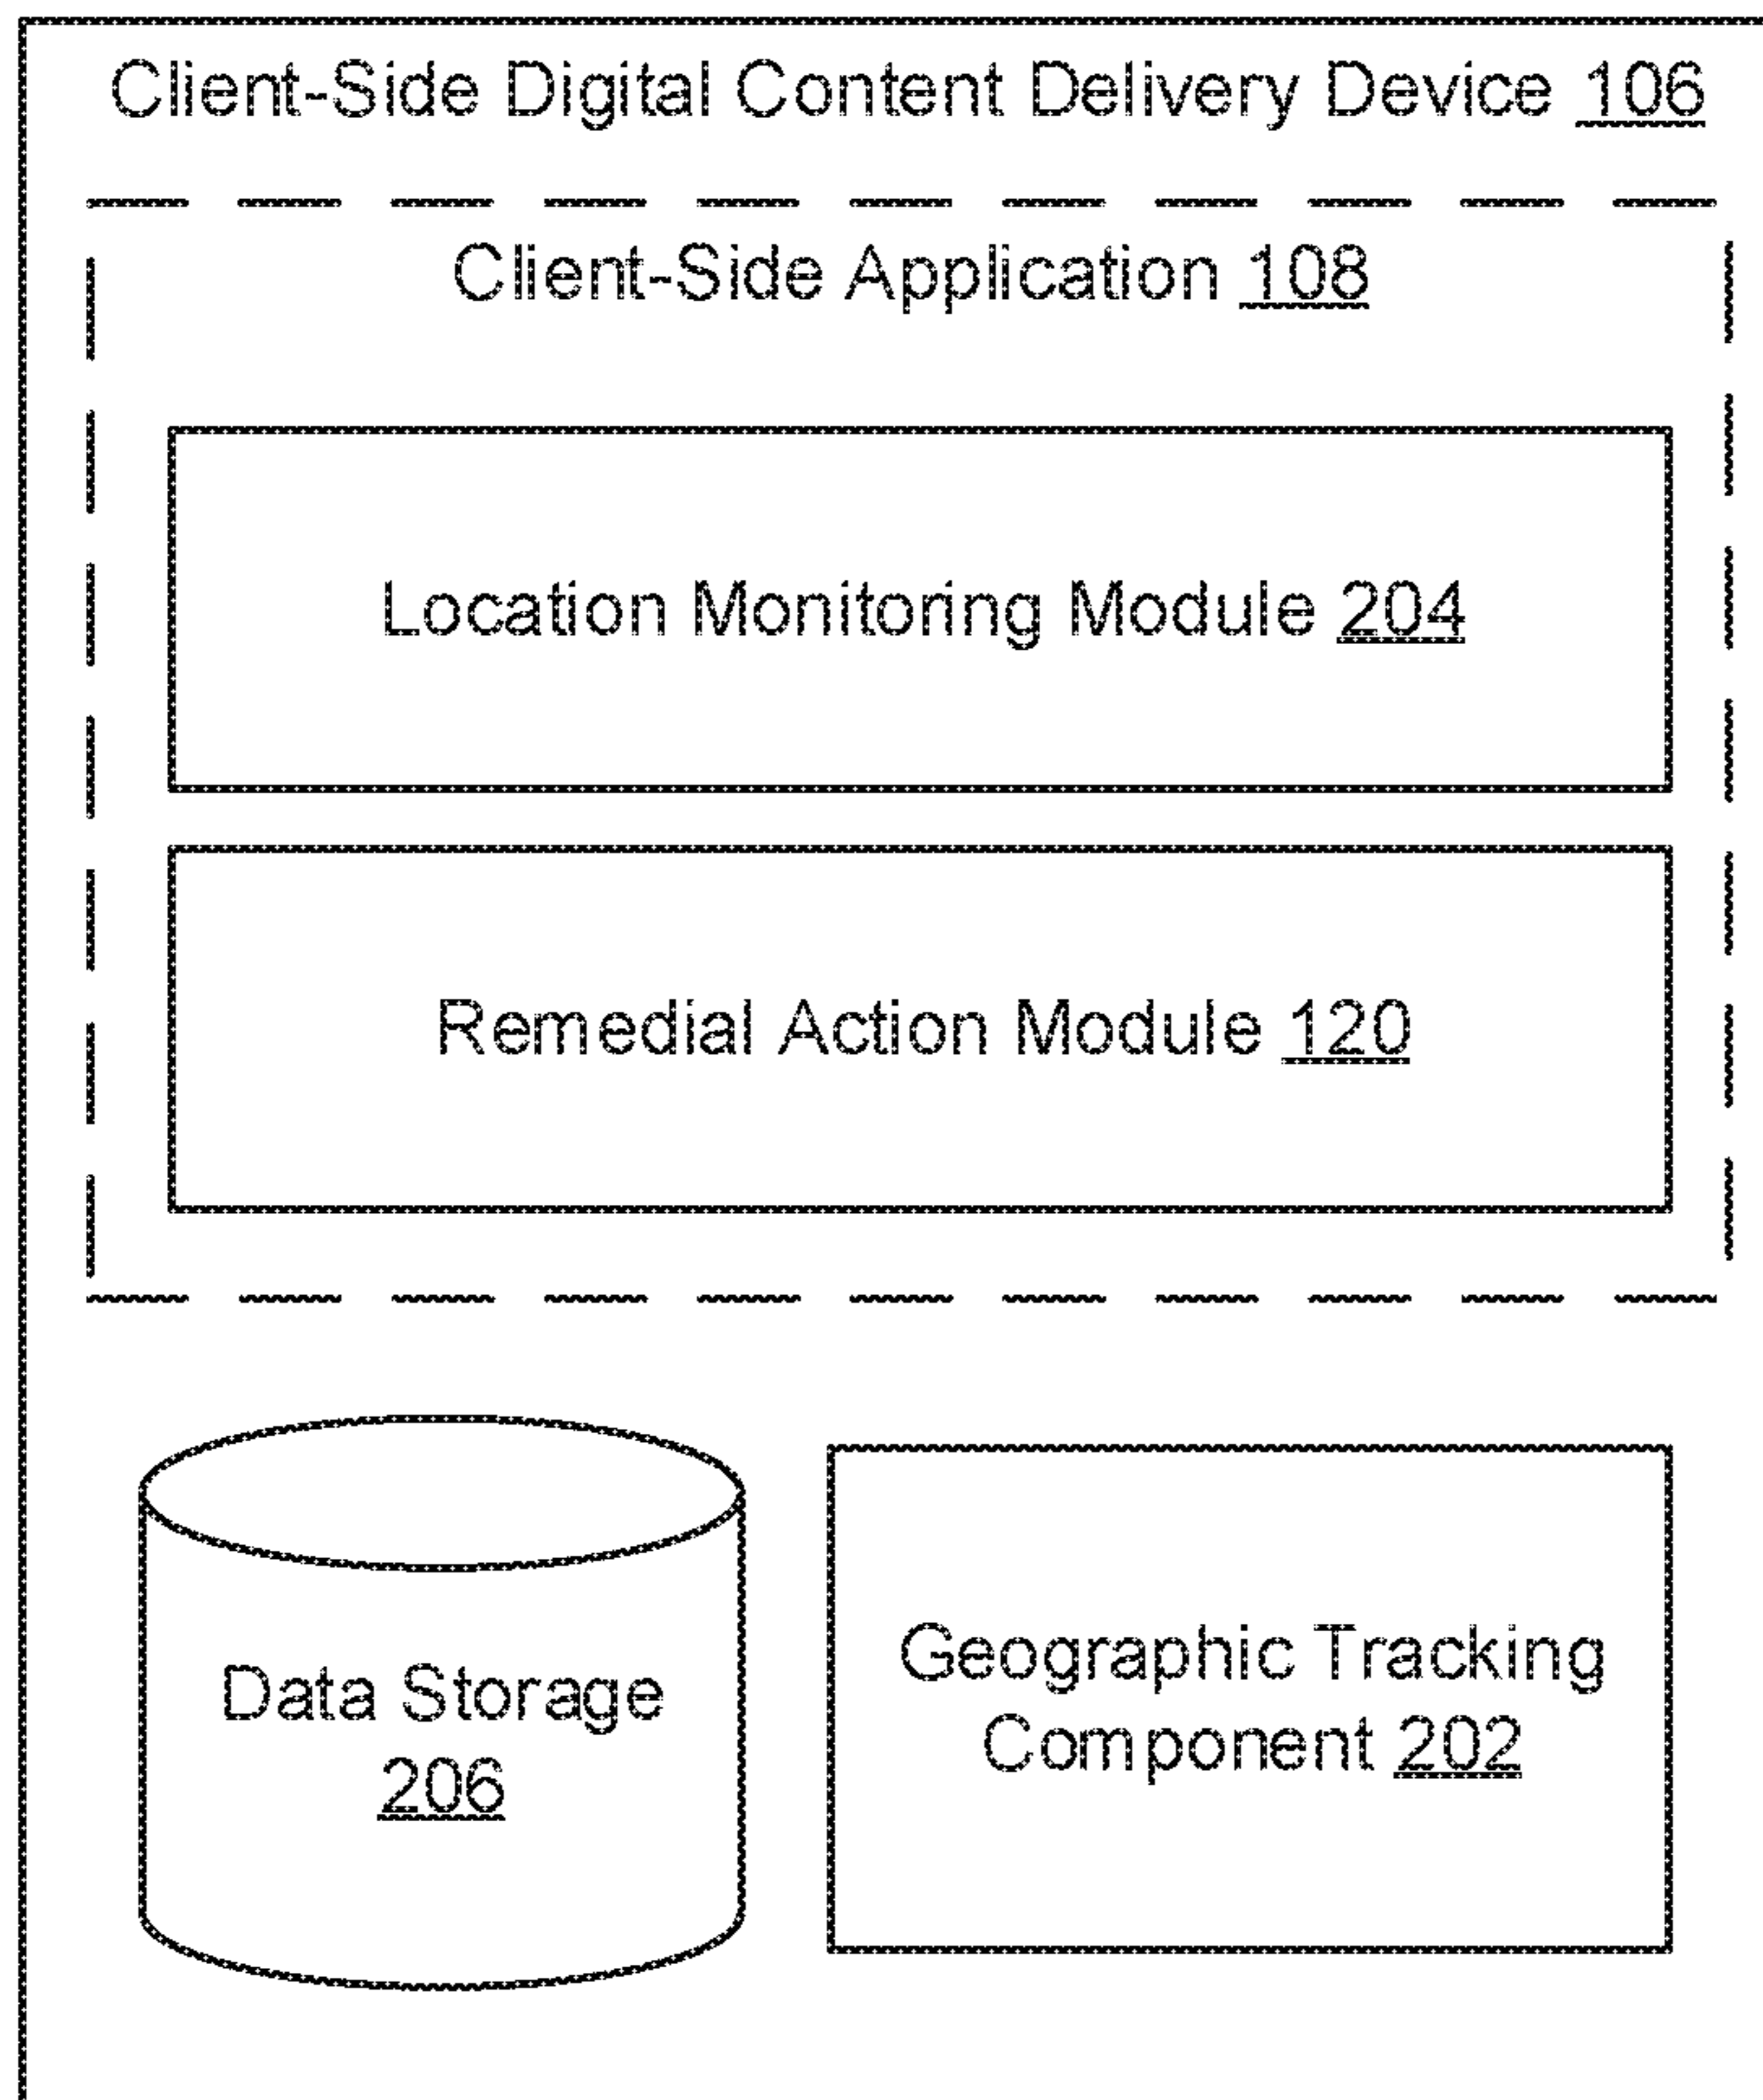 Client-Side Digital Content Delivery Device 106
Client-Side Application 108
Location Monitoring Module 204
Remedial Action Module 120
Data Storage
206
Geographic Tracking
Component 202